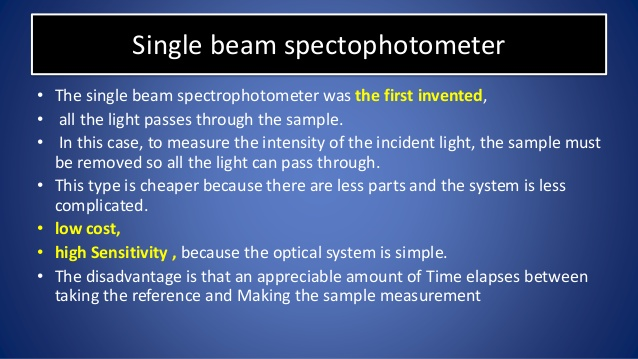 Single beam spectophotometer
• The single beam spectrophotometer was the first invented,
• all the light passes through the sample.
• In this case, to measure the intensity of the incident light, the sample must
be removed so all the light can pass through.
• This type is cheaper because there are less parts and the system is less
complicated.
• low cost,
• high Sensitivity , because the optical system is simple.
• The disadvantage is that an appreciable amount of Time elapses between
taking the reference and Making the sample measurement